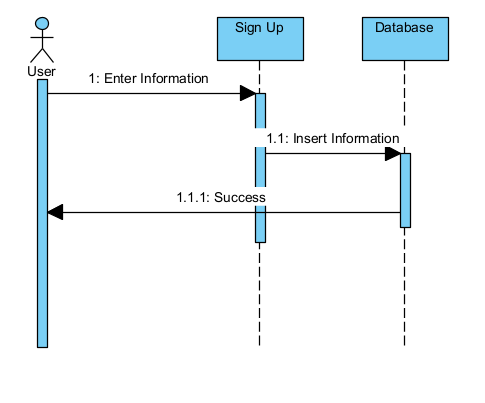 Sign Up
Database
User
1: Enter Information
1.1: Insert Information
1.1.1: Success